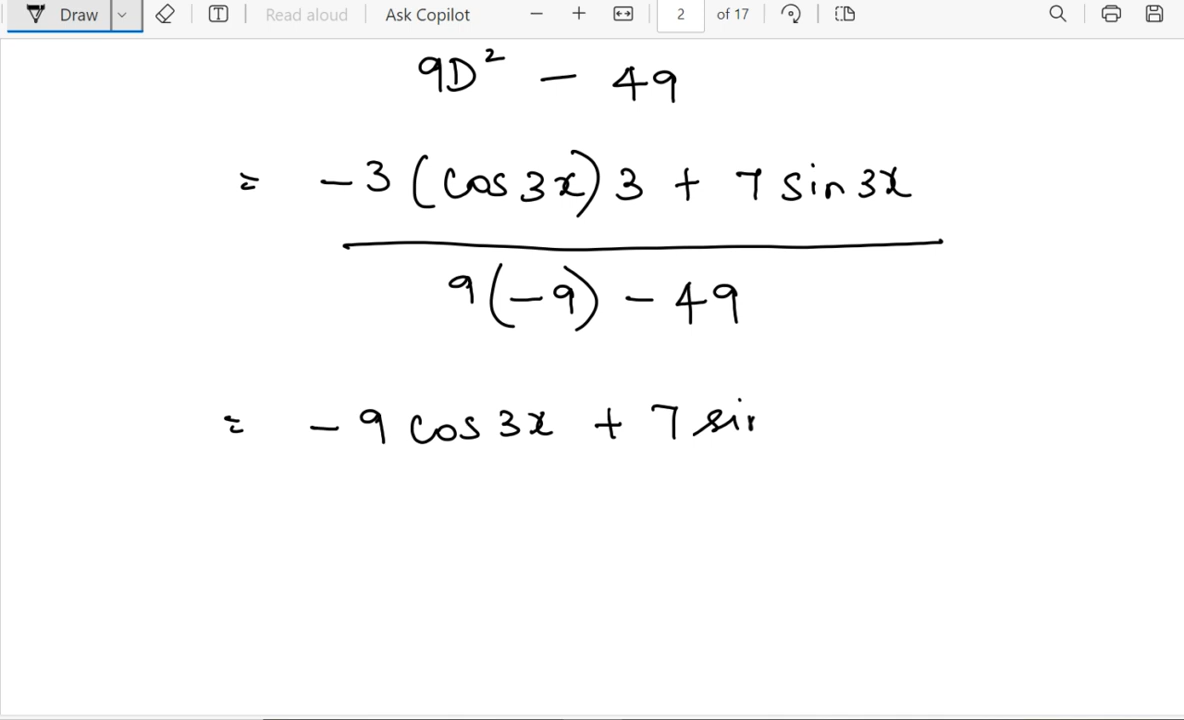 Draw Read aloud Ask Copilot 2 of 17
9D² - 49
= -3 (cos 3x) 3 + 7 sin 3x
9(-9) - 49
= -9 cos 3x + 7 sin